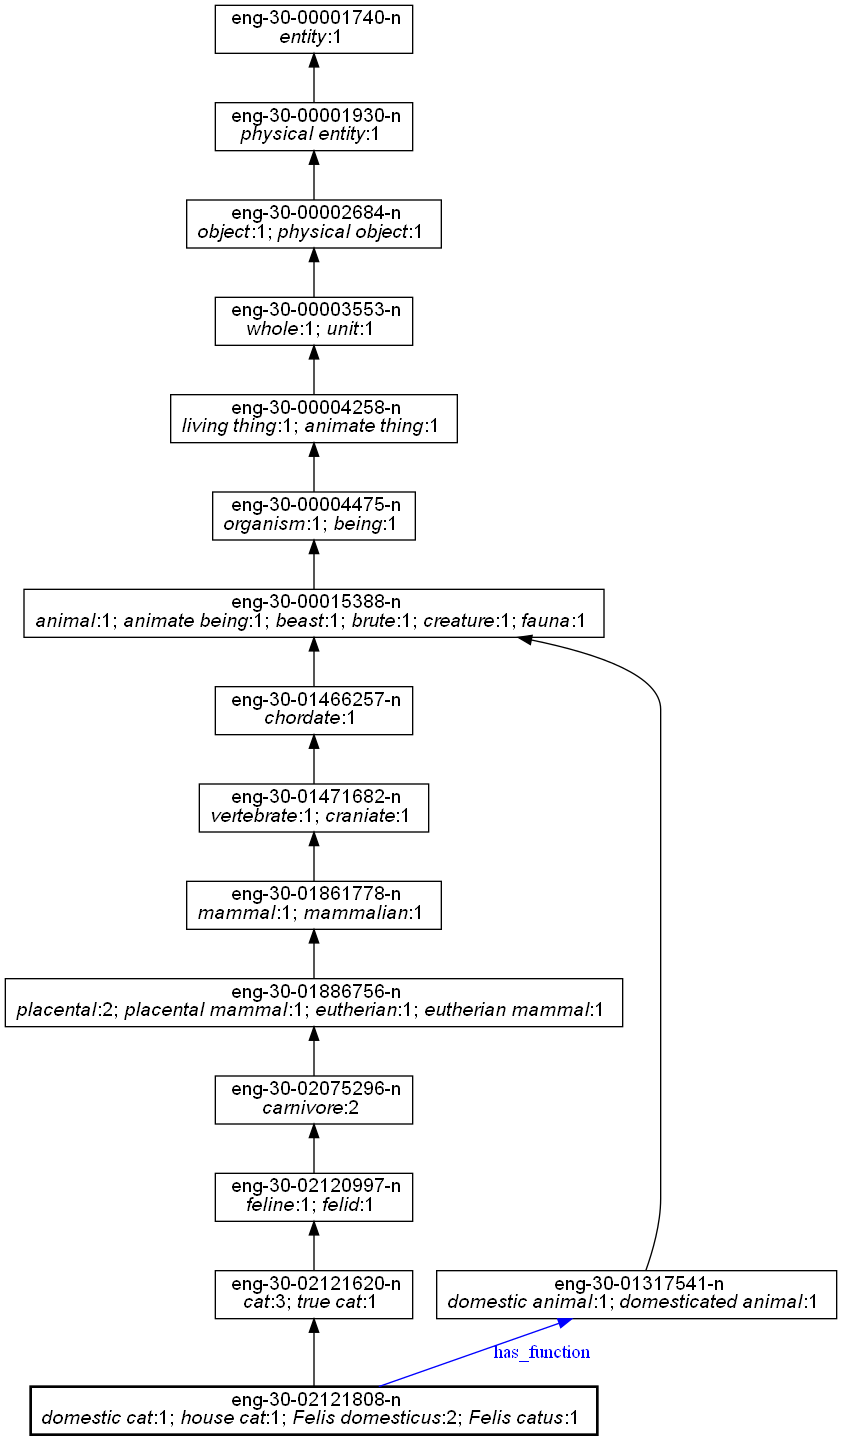 eng-30-00001740-n
entity:1
eng-30-00001930-n
physical entity:1
eng-30-00002684-n
object:1; physical object:1
eng-30-00003553-n
whole:1; unit:1
eng-30-00004258-n
living thing:1; animate thing:1
eng-30-00004475-n
organism:1; being:1
eng-30-00015388-n
animal:1; animate being:1; beast:1; brute:1; creature:1; fauna:1
eng-30-01466257-n
chordate:1
eng-30-01471682-n
vertebrate:1; craniate:1
eng-30-01861778-n
mammal:1; mammalian:1
eng-30-01886756-n
placental:2; placental mammal:1; eutherian:1; eutherian mammal:1
eng-30-02075296-n
carnivore:2
eng-30-02120997-n
feline:1; felid:1
eng-30-02121620-n
cat:3; true cat:1
eng-30-01317541-n
domestic animal:1; domesticated animal:1
has_function
eng-30-02121808-n
domestic cat:1; house cat:1; Felis domesticus:2; Felis catus:1